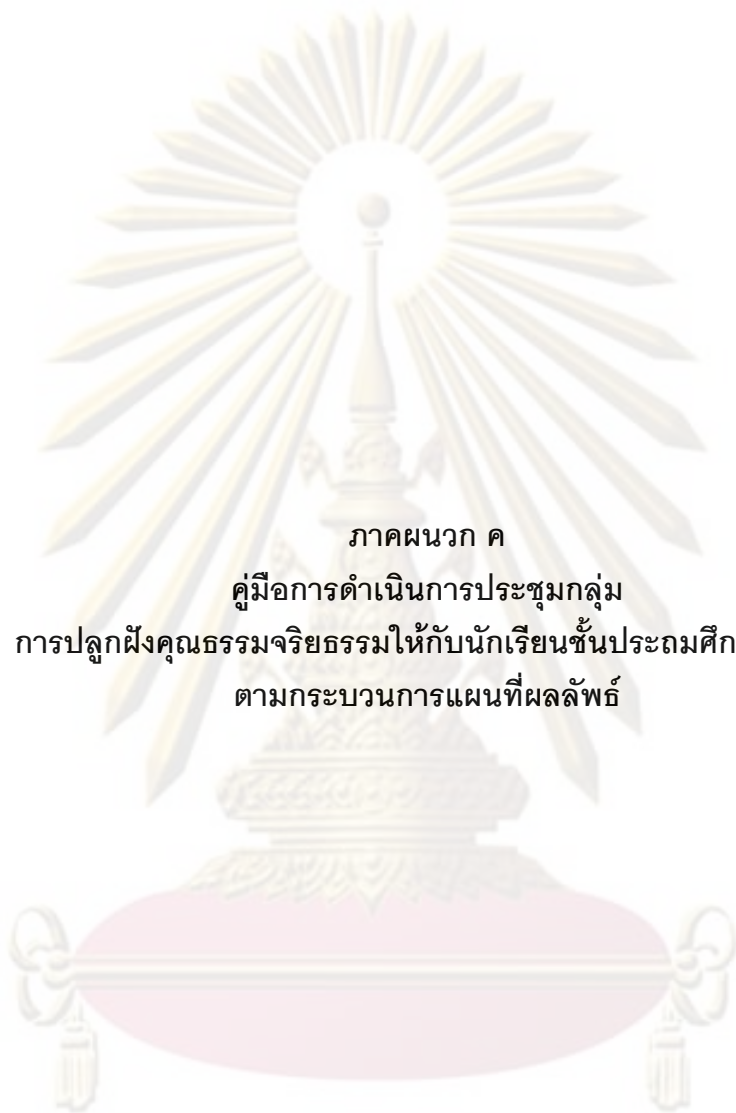 ภาคผนวก ค
คู่มือการดำเนินการประชุมกลุ่ม
การปลูกฝังคุณธรรมจริยธรรมให้กับนักเรียนชั้นประถมศึก
ตามกระบวนการแผนที่ผลลัพธ์